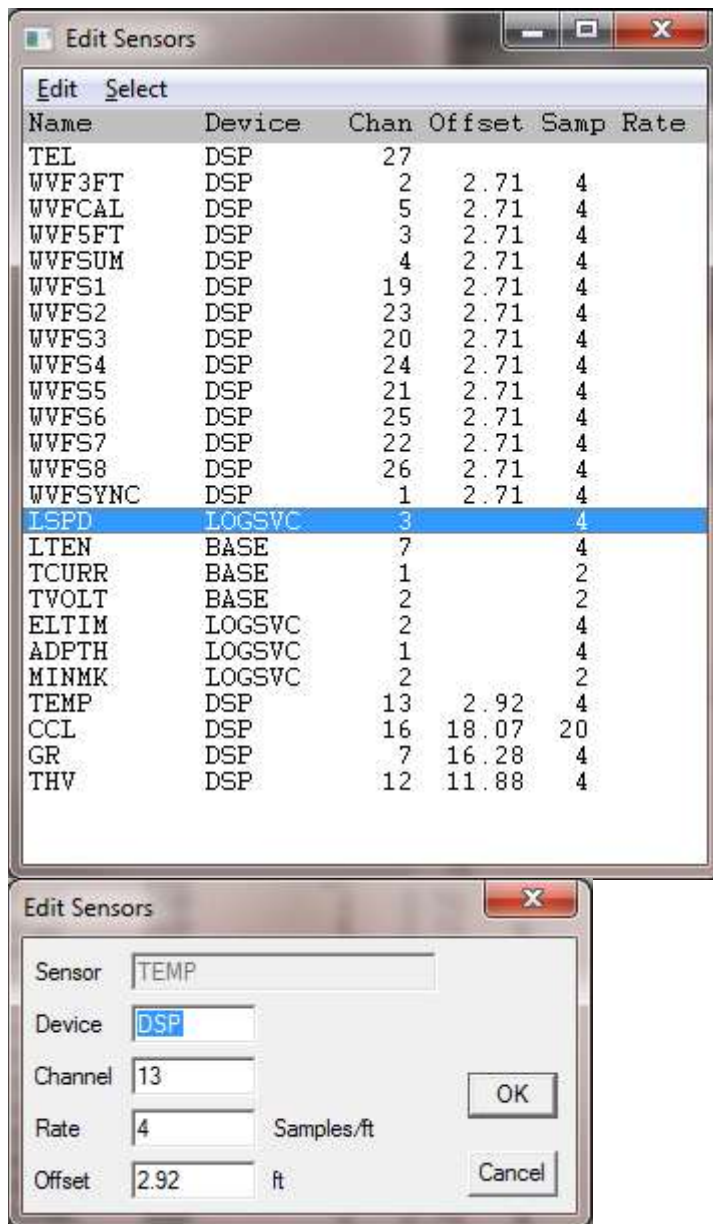 Edit Sensors
Edit Select
Name Device Chan Offset Samp Rate
TEL DSP 27
WVF3FT DSP 2 2.71 4
WVFCAL DSP 5 2.71 4
WVF5FT DSP 3 2.71 4
WVFSUM DSP 4 2.71 4
WVFS1 DSP 19 2.71 4
WVFS2 DSP 23 2.71 4
WVFS3 DSP 20 2.71 4
WVFS4 DSP 24 2.71 4
WVFS5 DSP 21 2.71 4
WVFS6 DSP 25 2.71 4
WVFS7 DSP 22 2.71 4
WVFS8 DSP 26 2.71 4
WVFSYNC DSP 1 2.71 4
LSPD LOGSVC 3 4
LTEN BASE 7 4
TCURR BASE 1 2
TVOLT BASE 2 2
ELTIM LOGSVC 2 4
ADPTH LOGSVC 1 4
MINMK LOGSVC 2 2
TEMP DSP 13 2.92 4
CCL DSP 16 18.07 20
GR DSP 7 16.28 4
THV DSP 12 11.88 4
Edit Sensors
Sensor TEMP
Device DSP
Channel 13
OK
Rate 4 Samples/ft
Offset 2.92 ft
Cancel